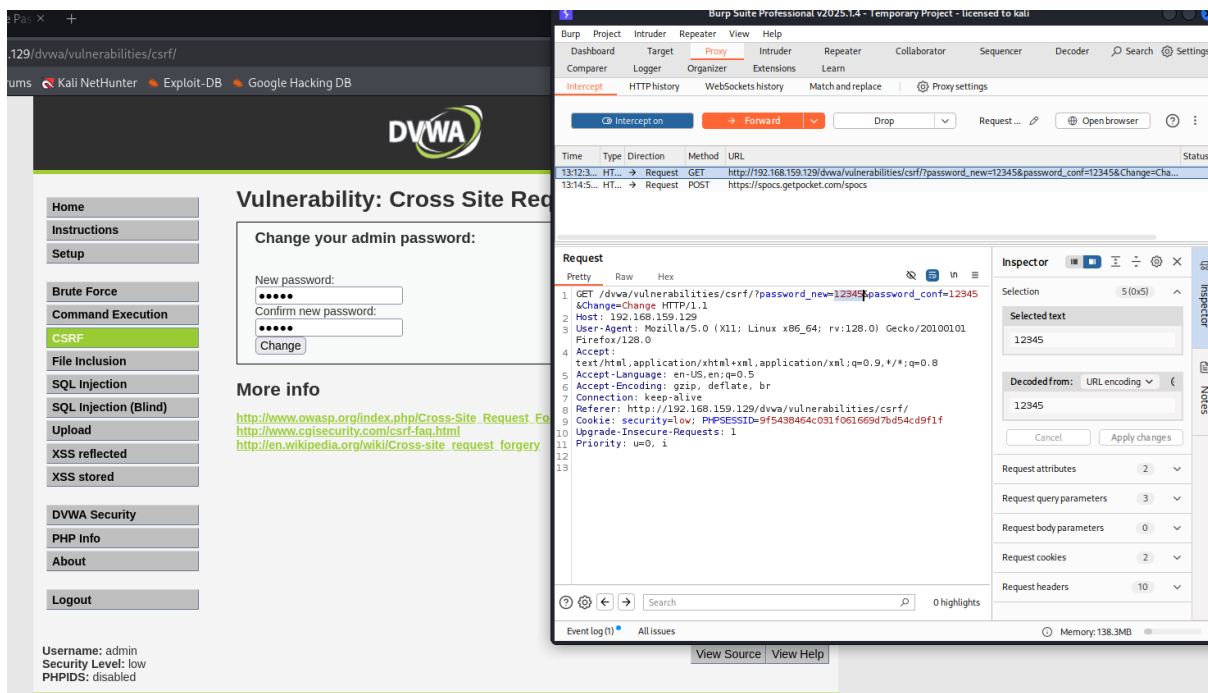 e Pas × +
.129/dvwa/vulnerabilities/csrf/
rums Kali NetHunter Exploit-DB Google Hacking DB
DVWA
Home
Instructions
Setup
Brute Force
Command Execution
CSRF
File Inclusion
SQL Injection
SQL Injection (Blind)
Upload
XSS reflected
XSS stored
DVWA Security
PHP Info
About
Logout
Vulnerability: Cross Site Req
Change your admin password:
New password:
•••••
Confirm new password:
•••••
Change
More info
http://www.owasp.org/index.php/Cross-Site_Request_Fo
http://www.cgisecurity.com/csrf-faq.html
http://en.wikipedia.org/wiki/Cross-site_request_forgery
Username: admin
Security Level: low
PHPIDS: disabled
View Source View Help
Burp Suite Professional v2025.1.4 - Temporary Project - licensed to kali
Burp Project Intruder Repeater View Help
Dashboard Target Proxy Intruder Repeater Collaborator Sequencer Decoder Search Settings
Comparer Logger Organizer Extensions Learn
Intercept HTTP history WebSockets history Match and replace Proxy settings
Intercept on → Forward Drop Request ... Open browser
Time Type Direction Method URL Status
13:12:3... HT... → Request GET http://192.168.159.129/dvwa/vulnerabilities/csrf/?password_new=12345&password_conf=12345&Change=Cha...
13:14:5... HT... → Request POST https://spocs.getpocket.com/spocs
Request
Pretty Raw Hex \n
1 GET /dvwa/vulnerabilities/csrf/?password_new=12345&password_conf=12345
&Change=Change HTTP/1.1
2 Host: 192.168.159.129
3 User-Agent: Mozilla/5.0 (X11; Linux x86_64; rv:128.0) Gecko/20100101
Firefox/128.0
4 Accept:
text/html,application/xhtml+xml,application/xml;q=0.9,*/*;q=0.8
5 Accept-Language: en-US,en;q=0.5
6 Accept-Encoding: gzip, deflate, br
7 Connection: keep-alive
8 Referer: http://192.168.159.129/dvwa/vulnerabilities/csrf/
9 Cookie: security=low; PHPSESSID=9f5438464c031f061669d7bd54cd9f1f
10 Upgrade-Insecure-Requests: 1
11 Priority: u=0, i
12
13
Search 0 highlights
Inspector
Selection 5 (0x5)
Selected text
12345
Decoded from: URL encoding
12345
Cancel Apply changes
Request attributes 2
Request query parameters 3
Request body parameters 0
Request cookies 2
Request headers 10
Inspector
Notes
Event log (1) All issues
Memory: 138.3MB